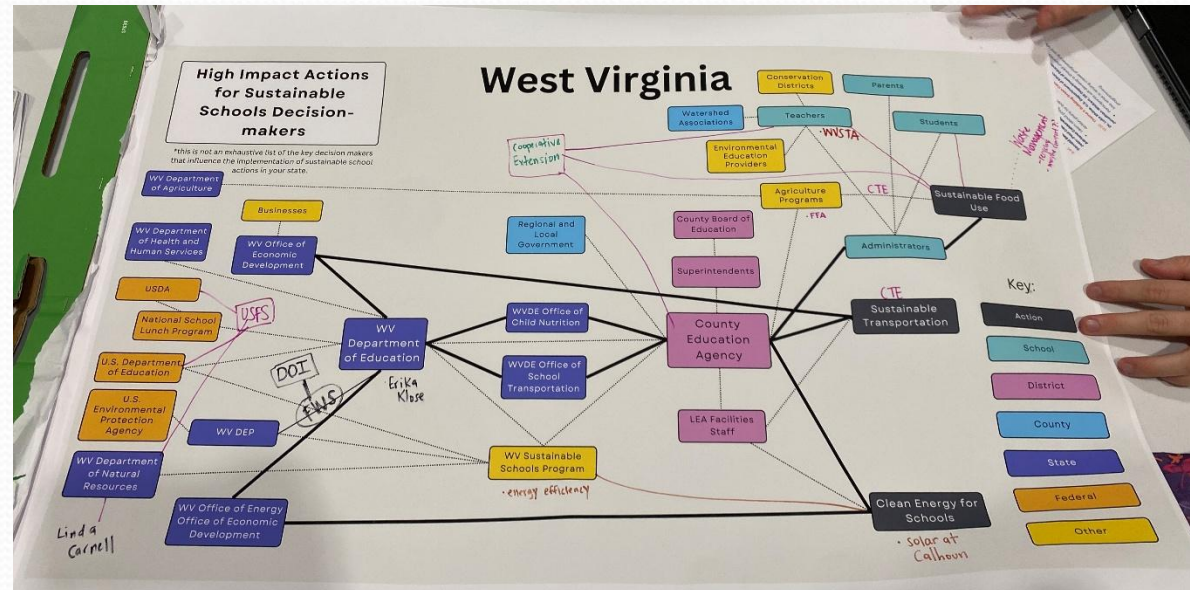 High Impact Actions
for Sustainable
Schools Decision-
makers
*this is not an exhaustive list of the key decision makers
that influence the implementation of sustainable school
actions in your state.
West Virginia
Conservation
Districts
Parents
Watershed
Associations
Teachers
Students
· WVSTA
Environmental
Education
Providers
Cooperative
Extension
Waste
Management
WV Department
of Agriculture
Agriculture
Programs
CTE
Sustainable Food
Use
· FFA
Businesses
County Board of
Education
Regional and
Local
Government
WV Department
of Health and
Human Services
WV Office of
Economic
Development
Administrators
Superintendents
USDA
USFS
National School
Lunch Program
WV
Department
of Education
WVDE Office of
Child Nutrition
County
Education
Agency
CTE
Sustainable
Transportation
U.S. Department
of Education
WVDE Office of
School
Transportation
DOI
FWS
· Erika
Klose
U.S.
Environmental
Protection
Agency
WV DEP
LEA Facilities
Staff
WV Department
of Natural
Resources
WV Sustainable
Schools Program
· energy efficiency
Linda
Carnell
WV Office of Energy
Office of Economic
Development
Clean Energy for
Schools
· solar at
Calhoun
Key:
Action
School
District
County
State
Federal
Other